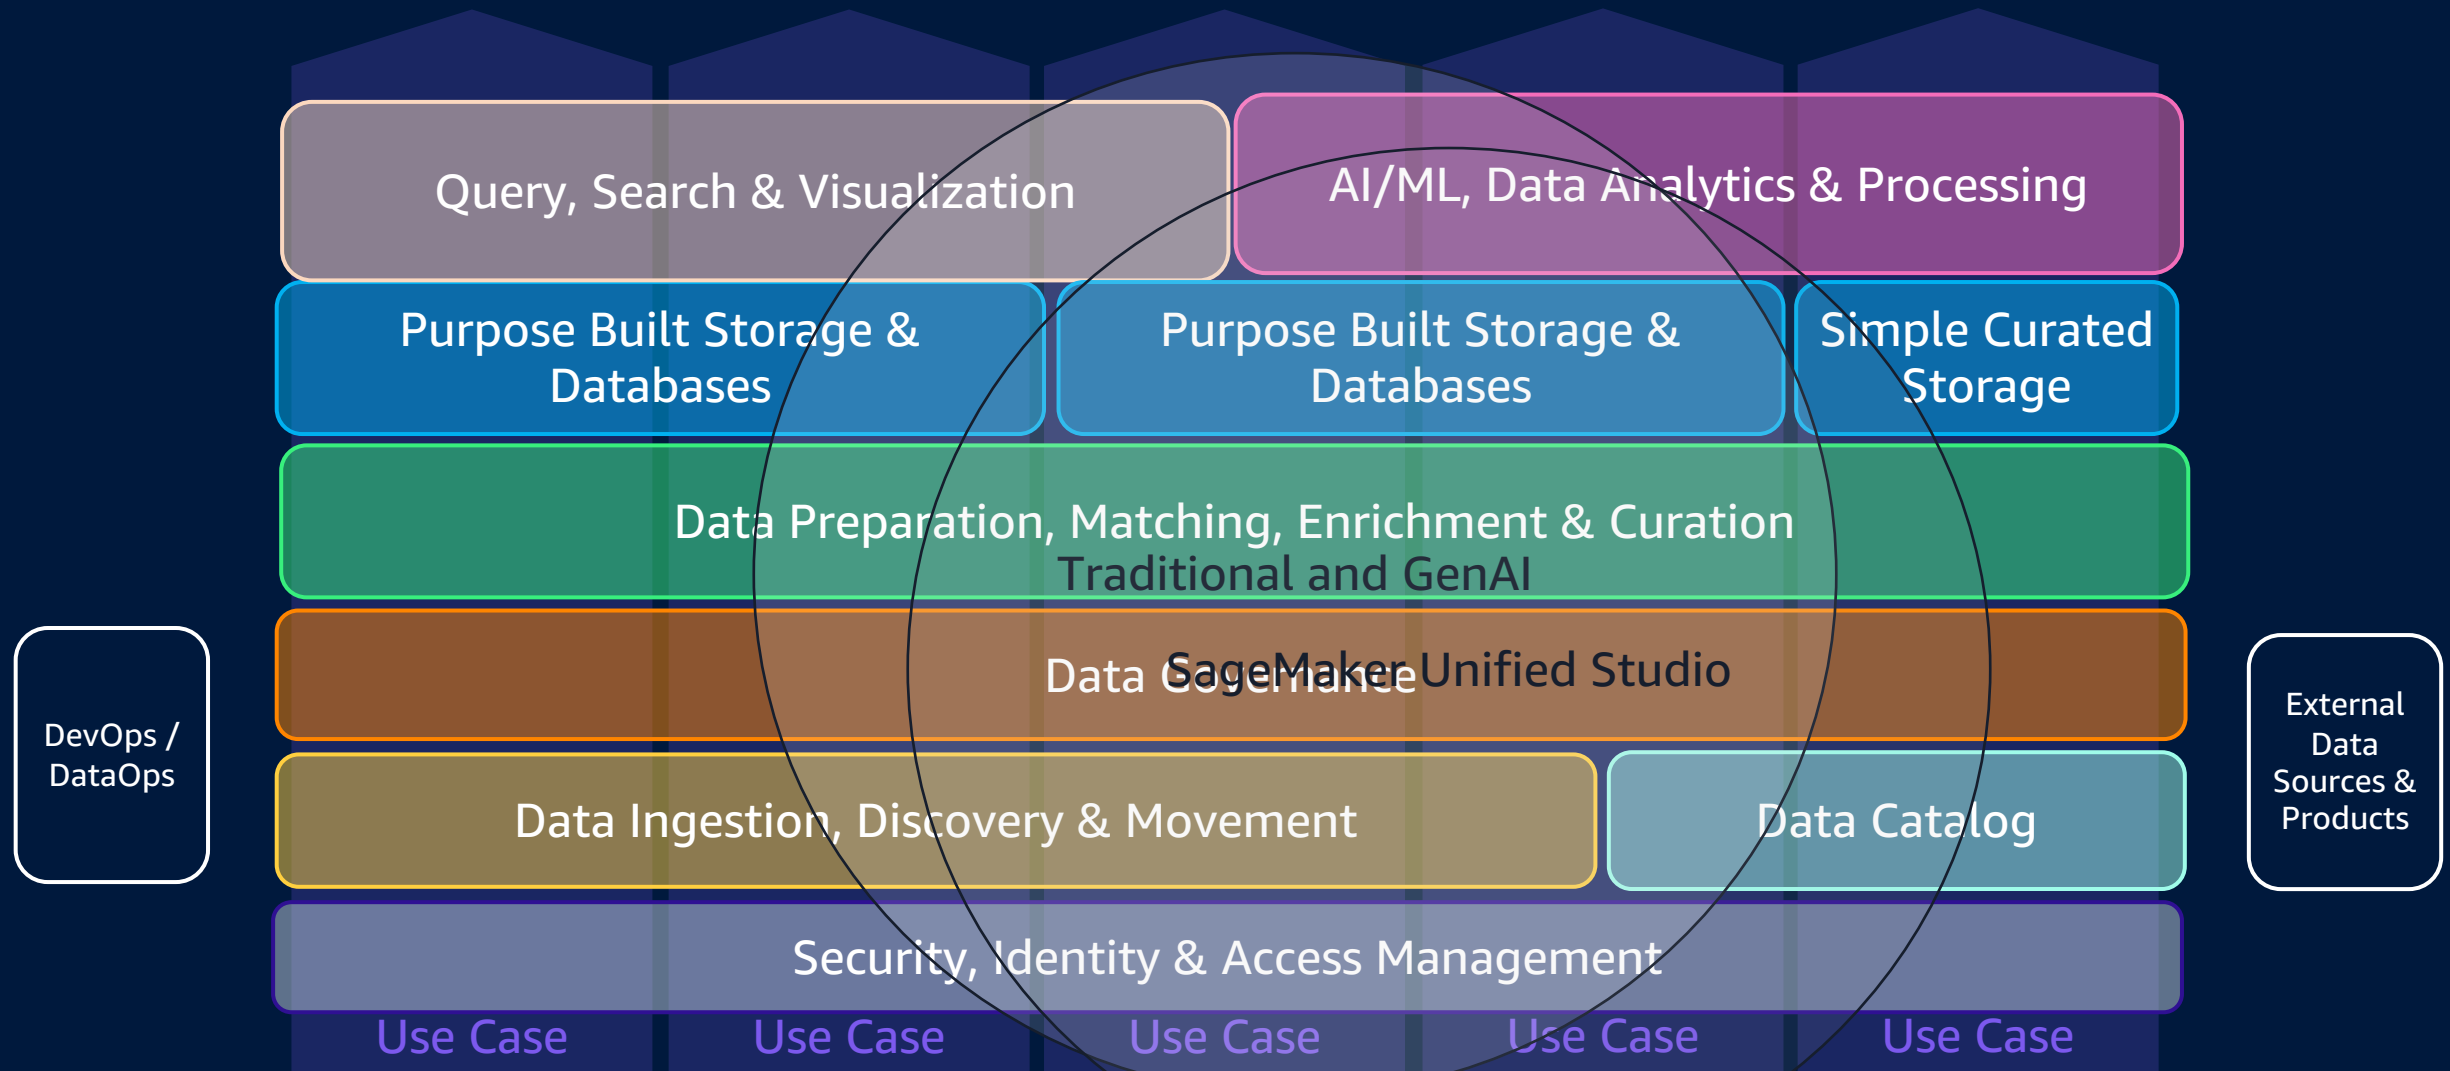 Query, Search & Visualization
AI/ML, Data Analytics & Processing
Purpose Built Storage &
Databases
Purpose Built Storage &
Databases
Simple Curated
Storage
Data Preparation, Matching, Enrichment & Curation
Traditional and GenAI
Data Governance
SageMaker Unified Studio
DevOps /
DataOps
External
Data
Sources &
Products
Data Ingestion, Discovery & Movement
Data Catalog
Security, Identity & Access Management
Use Case
Use Case
Use Case
Use Case
Use Case